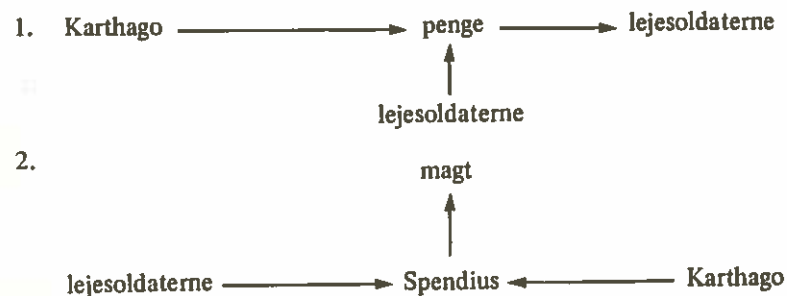 1. Karthago penge lejesoldaterne
lejesoldaterne
2.
magt
lejesoldaterne Spendius Karthago